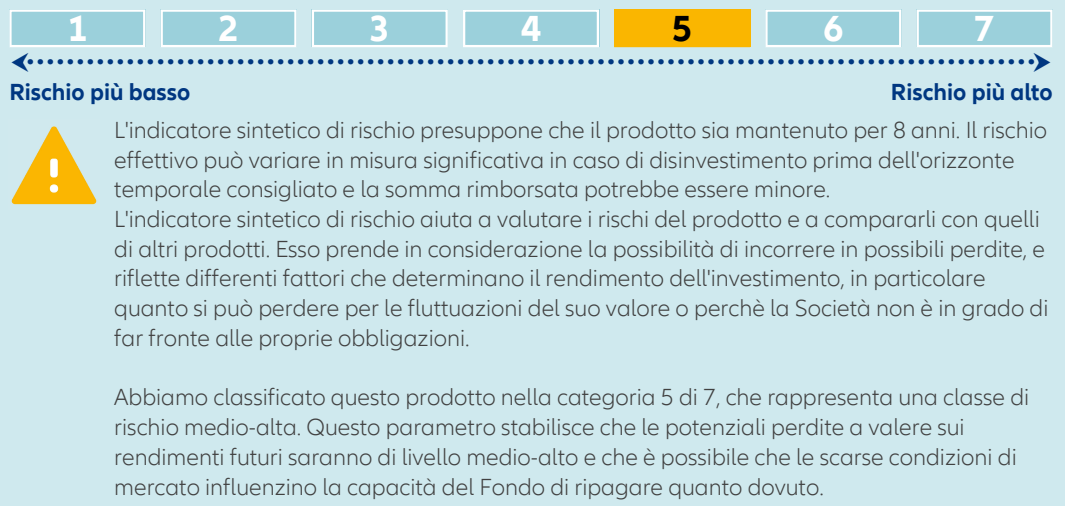 1 2 3 4 5 6 7
Rischio più basso Rischio più alto
L'indicatore sintetico di rischio presuppone che il prodotto sia mantenuto per 8 anni. Il rischio
effettivo può variare in misura significativa in caso di disinvestimento prima dell'orizzonte
temporale consigliato e la somma rimborsata potrebbe essere minore.
L'indicatore sintetico di rischio aiuta a valutare i rischi del prodotto e a compararli con quelli
di altri prodotti. Esso prende in considerazione la possibilità di incorrere in possibili perdite, e
riflette differenti fattori che determinano il rendimento dell'investimento, in particolare
quanto si può perdere per le fluttuazioni del suo valore o perchè la Società non è in grado di
far fronte alle proprie obbligazioni.
Abbiamo classificato questo prodotto nella categoria 5 di 7, che rappresenta una classe di
rischio medio-alta. Questo parametro stabilisce che le potenziali perdite a valere sui
rendimenti futuri saranno di livello medio-alto e che è possibile che le scarse condizioni di
mercato influenzino la capacità del Fondo di ripagare quanto dovuto.